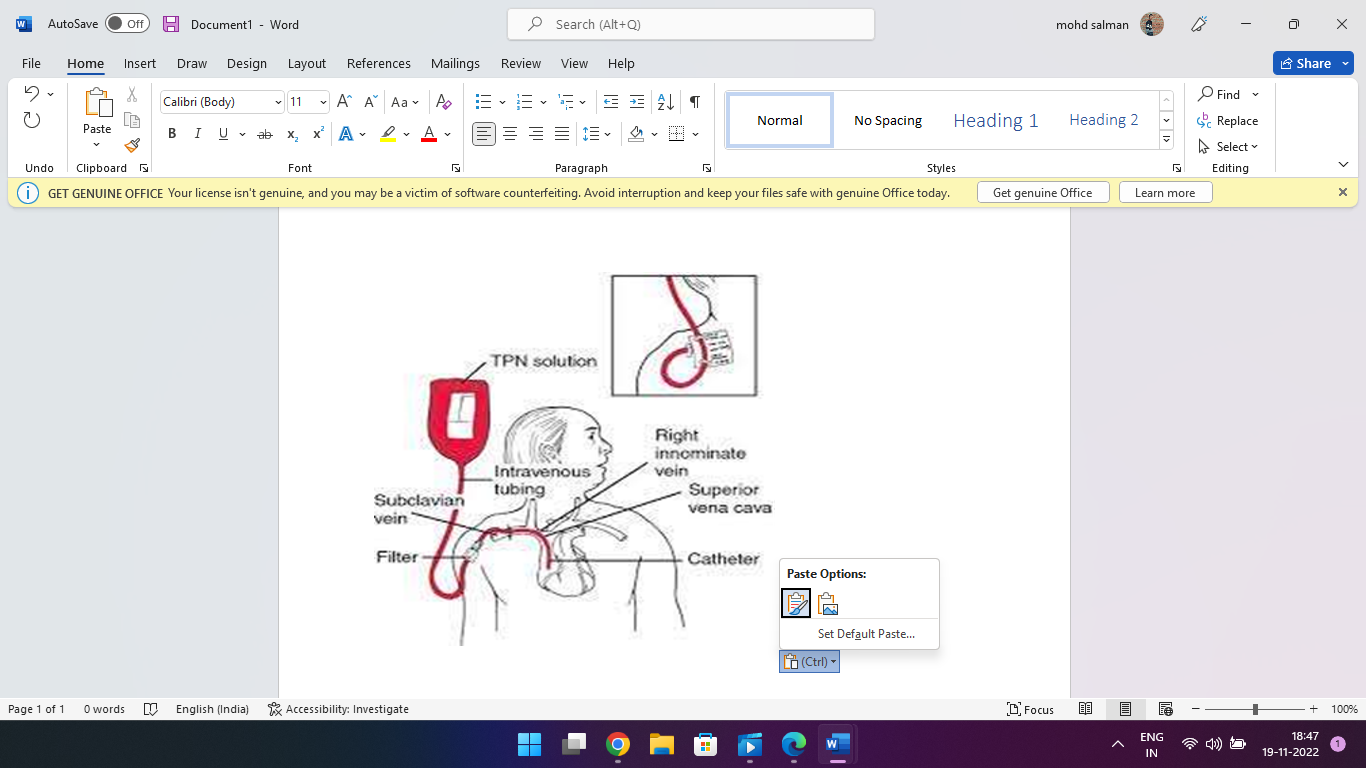 AutoSave Off Document1 - Word Search (Alt+Q) mohd salman
File Home Insert Draw Design Layout References Mailings Review View Help Share
Calibri (Body) 11 Aa
Paste
B I U ab x₂ x² A A
Normal No Spacing Heading 1 Heading 2
Find
Replace
Select
Undo Clipboard Font Paragraph Styles Editing
GET GENUINE OFFICE Your license isn't genuine, and you may be a victim of software counterfeiting. Avoid interruption and keep your files safe with genuine Office today. Get genuine Office Learn more
TPN solution
Right
innominate
vein
Intravenous
tubing
Superior
vena cava
Subclavian
vein
Filter
Catheter
Paste Options:
Set Default Paste...
(Ctrl)
Page 1 of 1 0 words English (India) Accessibility: Investigate Focus 100%
ENG
IN
18:47
19-11-2022
1